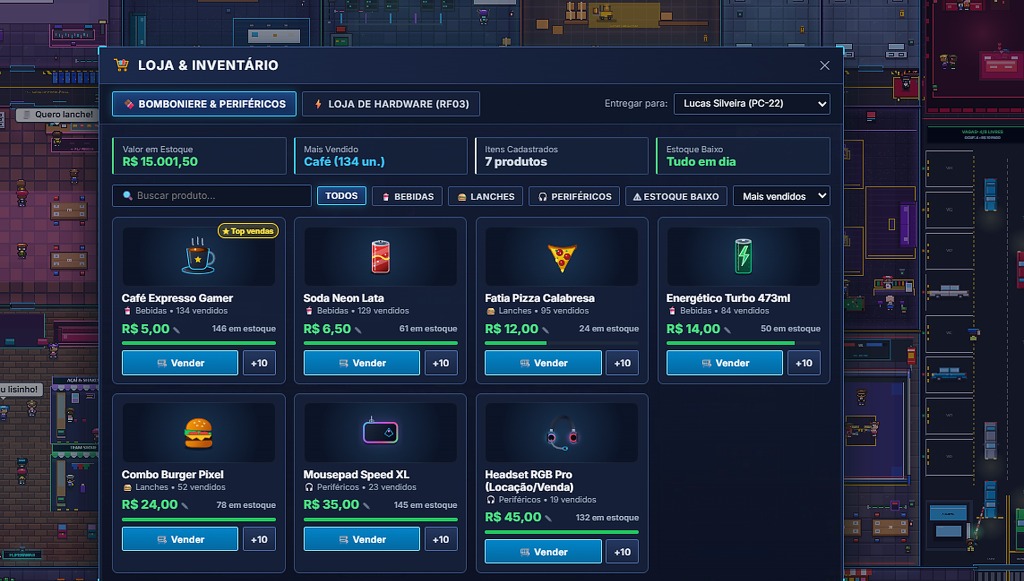 LOJA & INVENTÁRIO
BOMBONIERE & PERIFÉRICOS
LOJA DE HARDWARE (RF03)
Entregar para:
Lucas Silveira (PC-22)
Quero lanche!
Valor em Estoque
R$ 15.001,50
Mais Vendido
Café (134 un.)
Itens Cadastrados
7 produtos
Estoque Baixo
Tudo em dia
Buscar produto...
TODOS
BEBIDAS
LANCHES
PERIFÉRICOS
ESTOQUE BAIXO
Mais vendidos
Top vendas
Café Expresso Gamer
Bebidas • 134 vendidos
R$ 5,00
146 em estoque
Vender
+10
Soda Neon Lata
Bebidas • 129 vendidos
R$ 6,50
61 em estoque
Vender
+10
Fatia Pizza Calabresa
Lanches • 95 vendidos
R$ 12,00
24 em estoque
Vender
+10
Energético Turbo 473ml
Bebidas • 84 vendidos
R$ 14,00
50 em estoque
Vender
+10
u lisinho!
Combo Burger Pixel
Lanches • 52 vendidos
R$ 24,00
78 em estoque
Vender
+10
Mousepad Speed XL
Periféricos • 23 vendidos
R$ 35,00
145 em estoque
Vender
+10
Headset RGB Pro
(Locação/Venda)
Periféricos • 19 vendidos
R$ 45,00
132 em estoque
Vender
+10